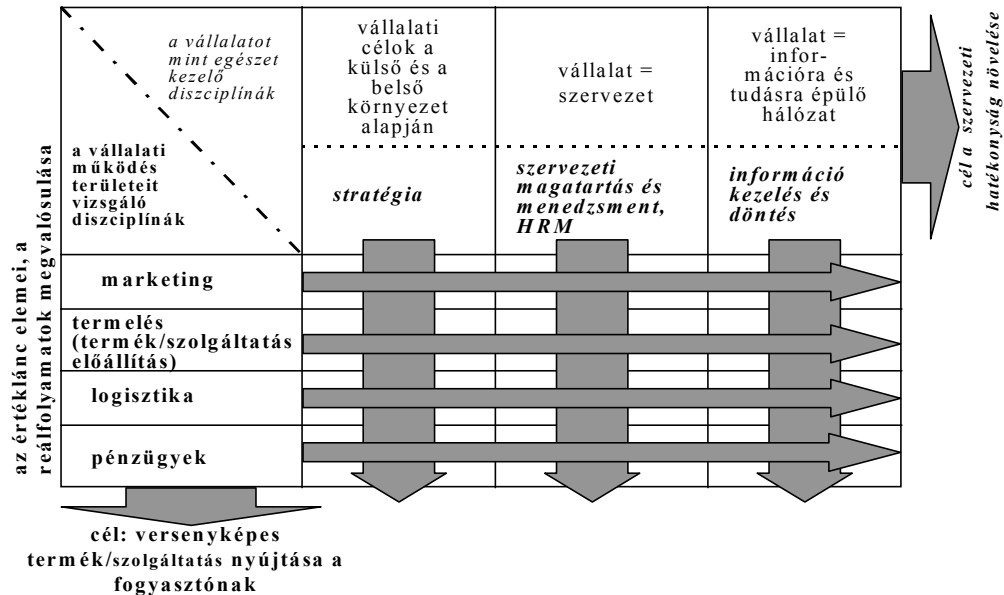 a vállalatot
mint egészet
kezelő
diszciplínák
a vállalati
működés
területeit
vizsgáló
diszciplínák
vállalati
célok a
külső és a
belső
környezet
alapján
vállalat =
szervezet
vállalat =
infor-
mációra és
tudásra épülő
hálózat
stratégia
szervezeti
magatartás és
menedzsment,
HRM
információ
kezelés és
döntés
cél a szervezeti
hatékonyság növelése
az értéklánc elemei, a
reálfolyamatok megvalósulása
marketing
termelés
(termék/szolgáltatás
előállítás)
logisztika
pénzügyek
cél: versenyképes
termék/szolgáltatás nyújtása a
fogyasztónak